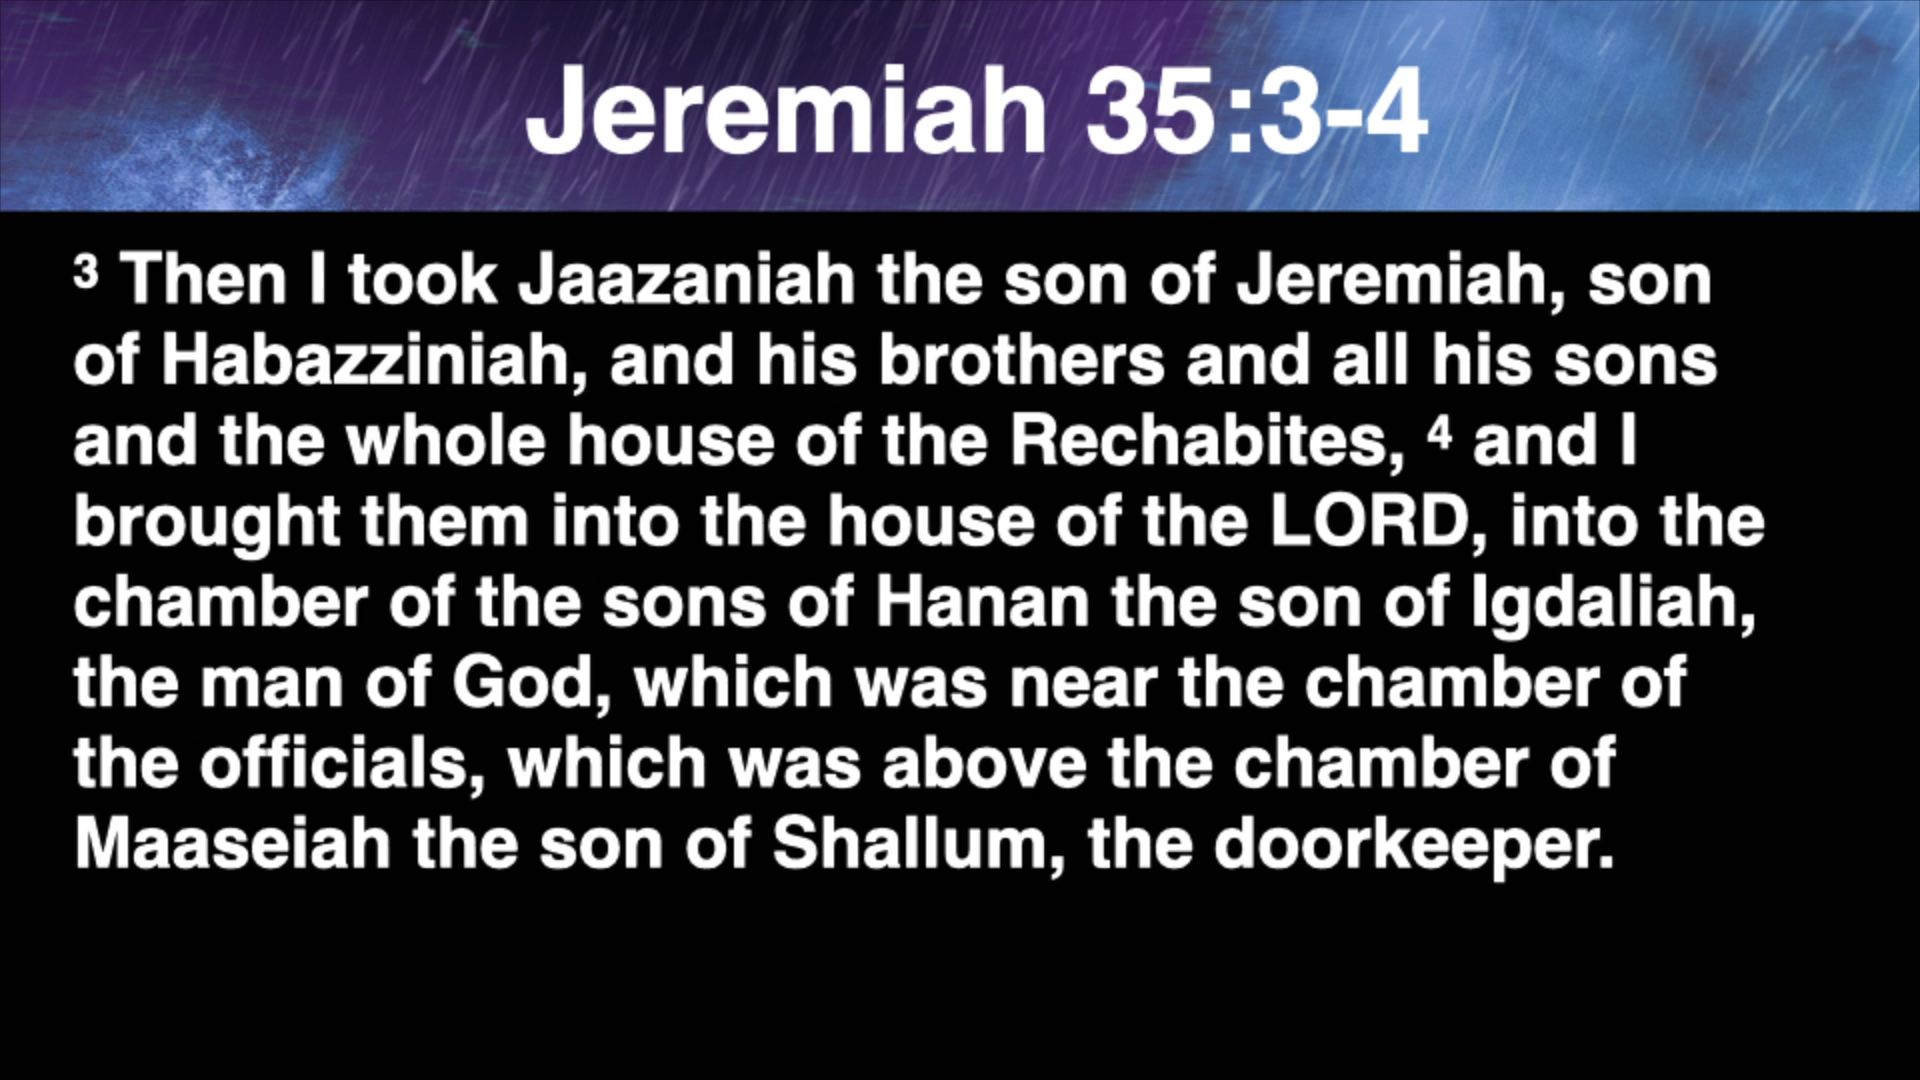 Jeremiah 35:3-4
³ Then I took Jaazaniah the son of Jeremiah, son
of Habazziniah, and his brothers and all his sons
and the whole house of the Rechabites, ⁴ and I
brought them into the house of the LORD, into the
chamber of the sons of Hanan the son of Igdaliah,
the man of God, which was near the chamber of
the officials, which was above the chamber of
Maaseiah the son of Shallum, the doorkeeper.